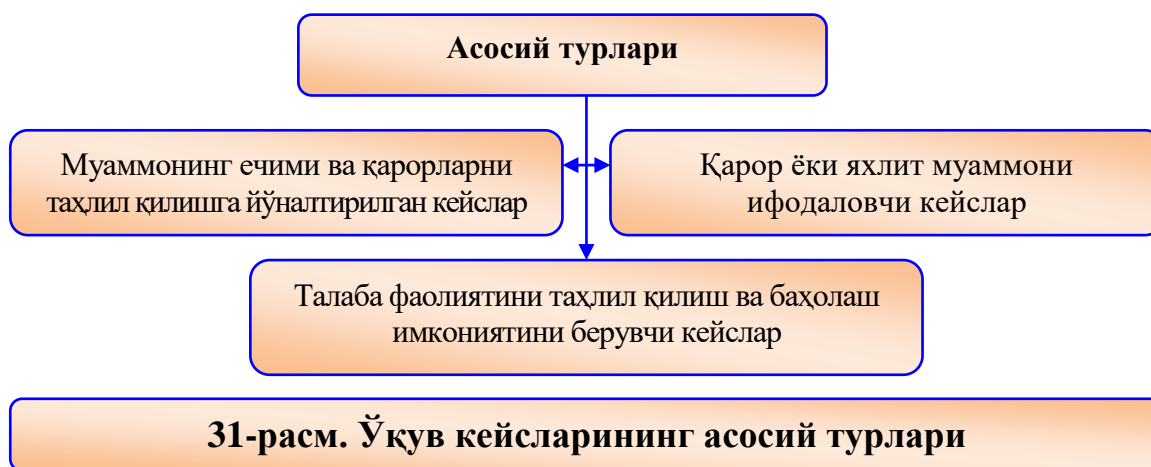 Асосий турлари
Муаммонинг ечими ва қарорларни
таҳлил қилишга йўналтирилган кейслар
Қарор ёки яхлит муаммони
ифодаловчи кейслар
Талаба фаолиятини таҳлил қилиш ва баҳолаш
имкониятини берувчи кейслар
31-расм. Ўқув кейсларининг асосий турлари